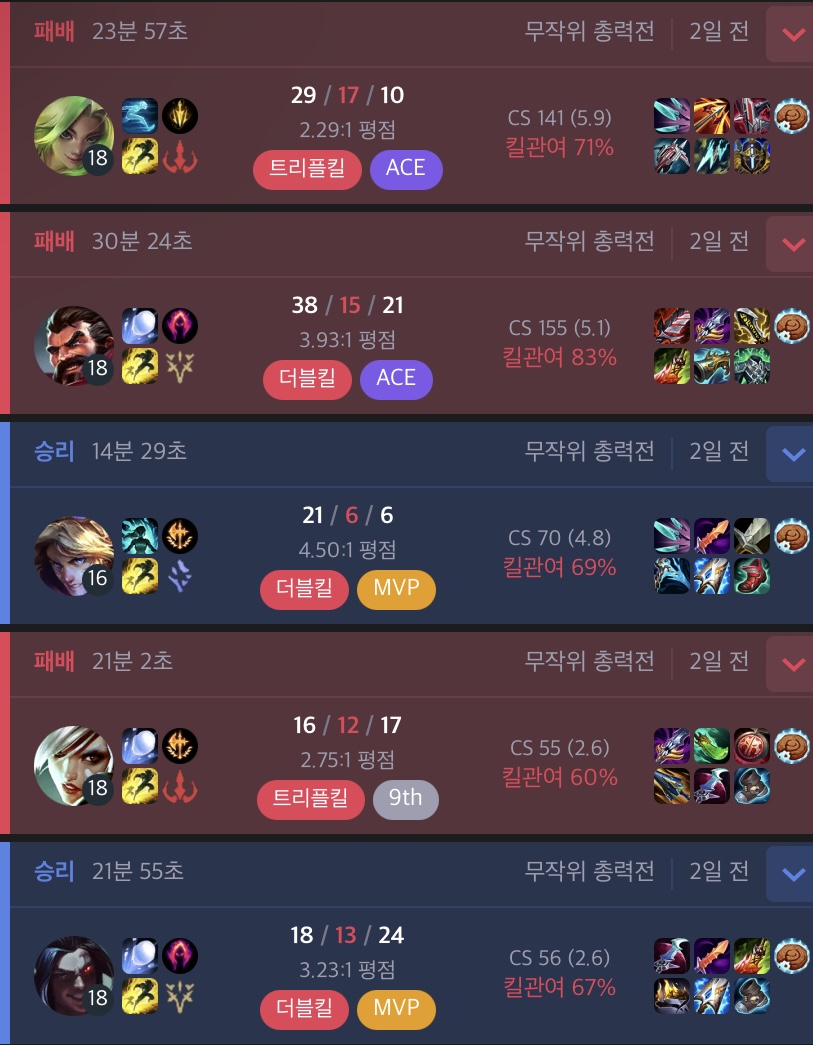 패배 23분 57초 무작위 총력전 2일 전
29 / 17 / 10
2.29:1 평점
트리플킬 ACE
CS 141 (5.9)
킬관여 71%
18
패배 30분 24초 무작위 총력전 2일 전
38 / 15 / 21
3.93:1 평점
더블킬 ACE
CS 155 (5.1)
킬관여 83%
18
승리 14분 29초 무작위 총력전 2일 전
21 / 6 / 6
4.50:1 평점
더블킬 MVP
CS 70 (4.8)
킬관여 69%
16
패배 21분 2초 무작위 총력전 2일 전
16 / 12 / 17
2.75:1 평점
트리플킬 9th
CS 55 (2.6)
킬관여 60%
18
승리 21분 55초 무작위 총력전 2일 전
18 / 13 / 24
3.23:1 평점
더블킬 MVP
CS 56 (2.6)
킬관여 67%
18